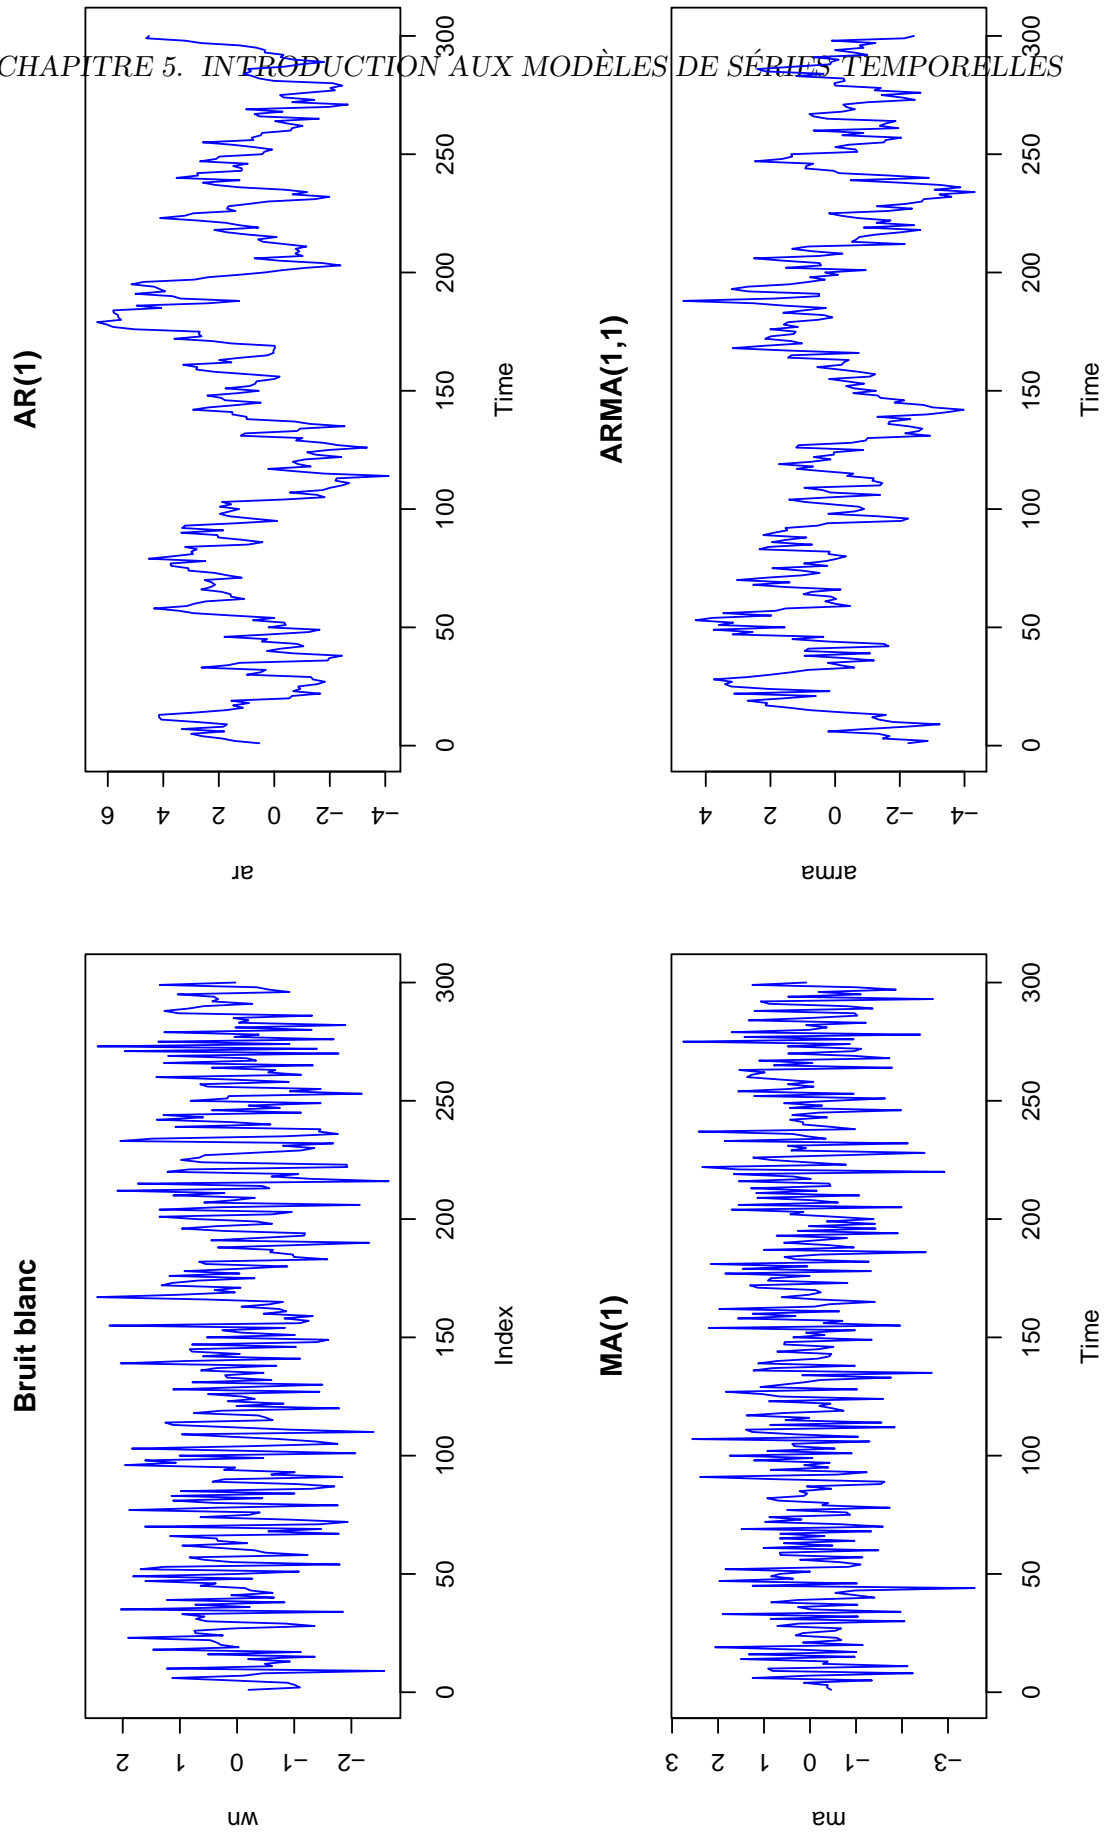 CHAPITRE 5. INTRODUCTION AUX MODÈLES DE SÉRIES TEMPORELLES
Bruit blanc
wn
2
1
0
−1
−2
0 50 100 150 200 250 300
Index
AR(1)
ar
6
4
2
0
−2
−4
0 50 100 150 200 250 300
Time
MA(1)
ma
3
2
1
0
−1
−3
0 50 100 150 200 250 300
Time
ARMA(1,1)
arma
4
2
0
−2
−4
0 50 100 150 200 250 300
Time